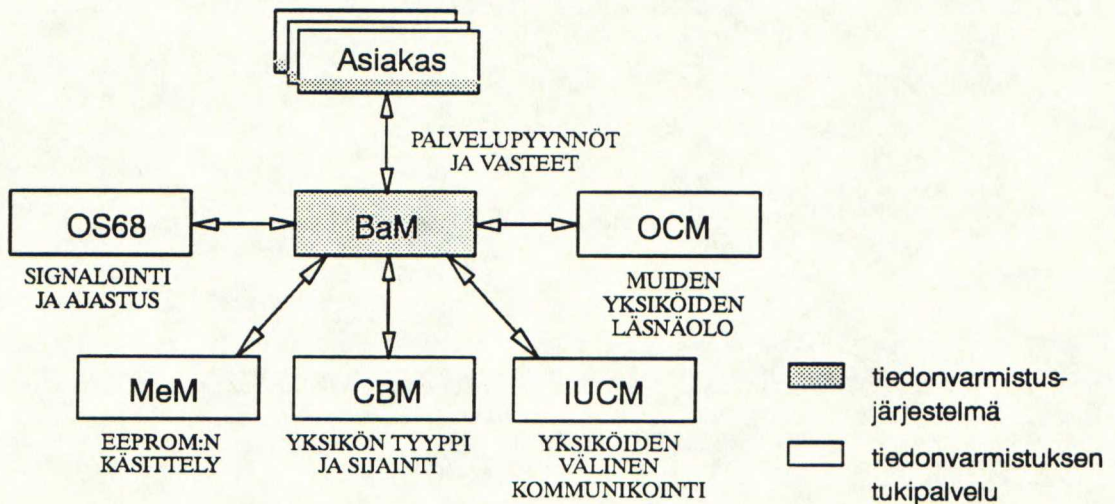 Asiakas
PALVELUPYYNNÖT
JA VASTEET
OS68
BaM
OCM
SIGNALOINTI
JA AJASTUS
MUIDEN
YKSIKÖIDEN
LÄSNÄOLO
MeM
CBM
IUCM
EEPROM:N
KÄSITTELY
YKSIKÖN TYYPPI
JA SIJAINTI
YKSIKÖIDEN
VÄLINEN
KOMMUNIKOINTI
tiedonvarmistus-
järjestelmä
tiedonvarmistuksen
tukipalvelu